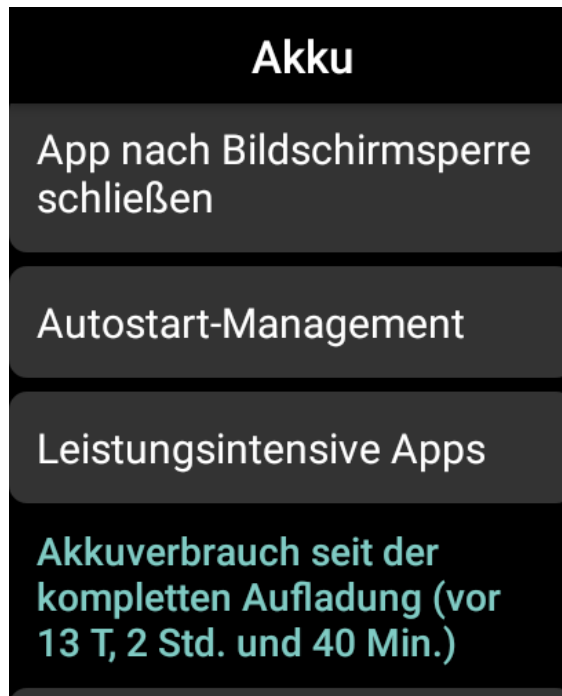 Akku
App nach Bildschirmsperre
schließen
Autostart-Management
Leistungsintensive Apps
Akkuverbrauch seit der
kompletten Aufladung (vor
13 T, 2 Std. und 40 Min.)